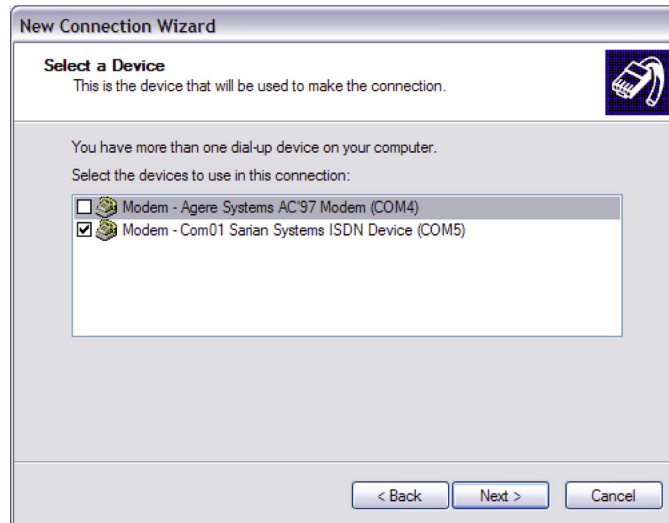 New Connection Wizard
Select a Device
This is the device that will be used to make the connection.
You have more than one dial-up device on your computer.
Select the devices to use in this connection:
Modem - Agere Systems AC'97 Modem (COM4)
Modem - Com01 Sarian Systems ISDN Device (COM5)
< Back Next > Cancel